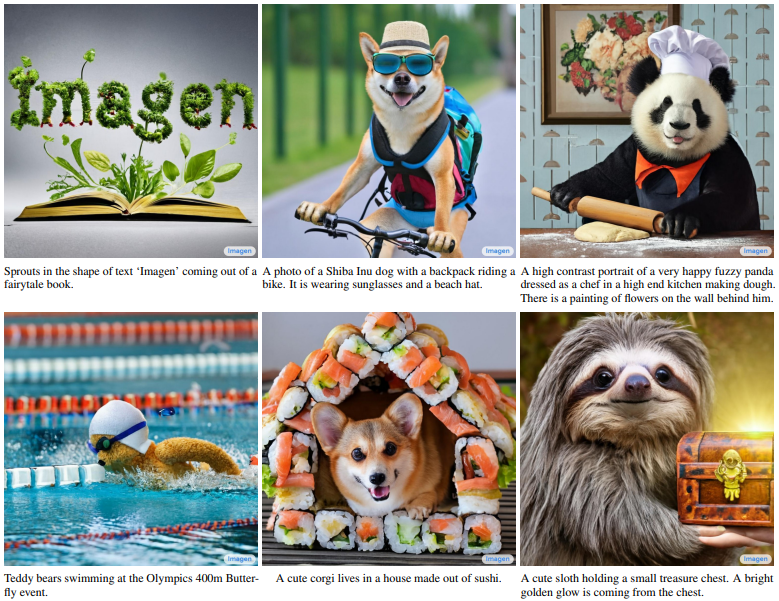 Imagen
Imagen
Imagen
Imagen
Sprouts in the shape of text ‘Imagen’ coming out of a
fairytale book.
A photo of a Shiba Inu dog with a backpack riding a
bike. It is wearing sunglasses and a beach hat.
A high contrast portrait of a very happy fuzzy panda
dressed as a chef in a high end kitchen making dough.
There is a painting of flowers on the wall behind him.
Imagen
Imagen
Imagen
Teddy bears swimming at the Olympics 400m Butter-
fly event.
A cute corgi lives in a house made out of sushi.
A cute sloth holding a small treasure chest. A bright
golden glow is coming from the chest.